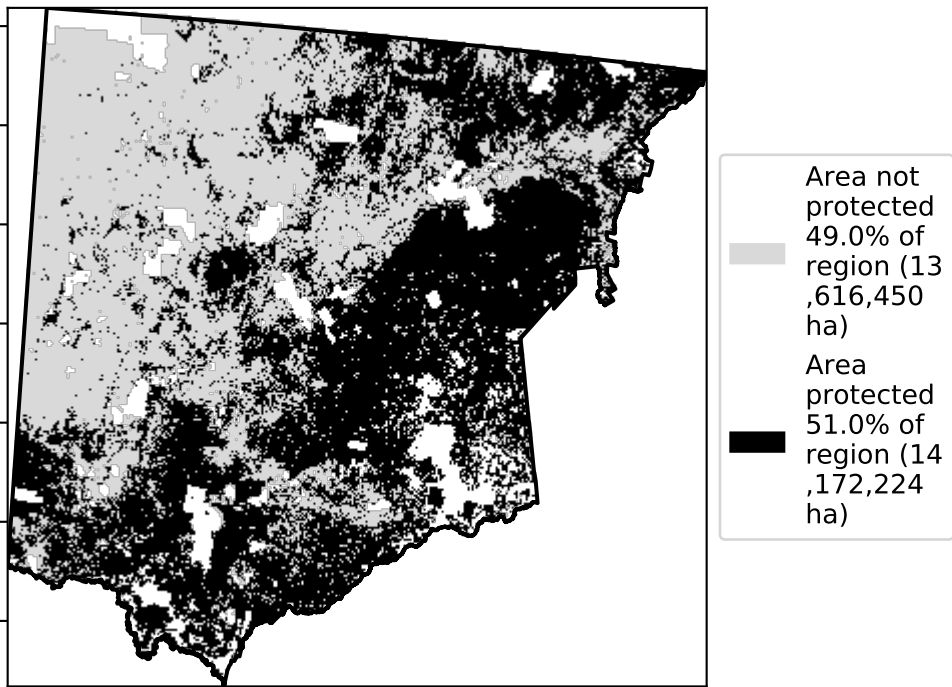 Area not
protected
49.0% of
region (13
,616,450
ha)
Area
protected
51.0% of
region (14
,172,224
ha)